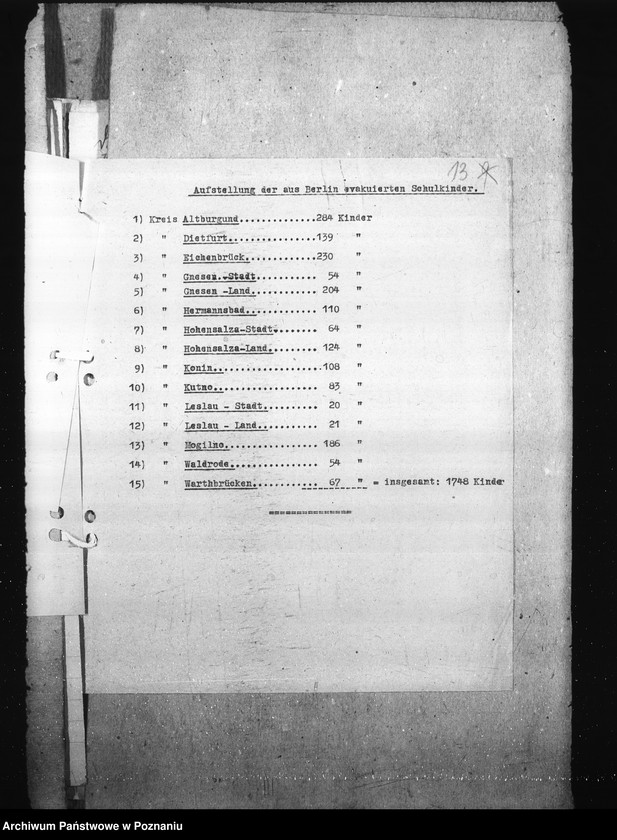 13
Aufstellung der aus Berlin evakuierten Schulkinder.
1) Kreis Altburgund..............284 Kinder
2) " Dietfurt................139 "
3) " Eichenbrück.............230 "
4) " Gnesen.-Stadt........... 54 "
5) " Gnesen -Land............ 204 "
6) " Hermannsbad............. 110 "
7) " Hohensalza-Stadt........ 64 "
8) " Hohensalza-Land......... 124 "
9) " Konin....................108 "
10) " Kutno................... 83 "
11) " Leslau - Stadt.......... 20 "
12) " Leslau - Land........... 21 "
13) " Mogilno................. 186 "
14) " Waldrode................ 54 "
15) " Warthbrücken............ 67 " = insgesamt: 1748 Kinder
================
Archiwum Państwowe w Poznaniu